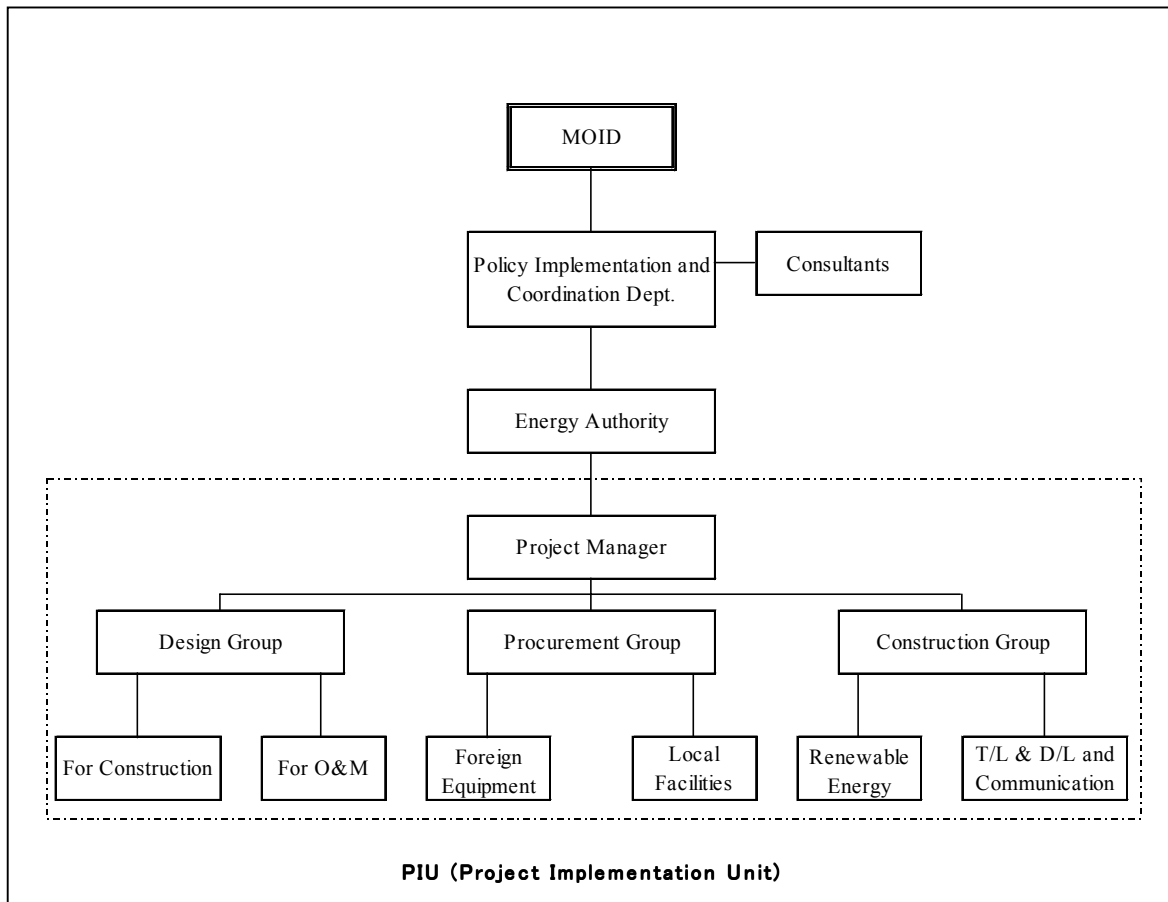 MOID
Policy Implementation and
Coordination Dept.
Consultants
Energy Authority
Project Manager
Design Group
Procurement Group
Construction Group
For Construction
For O&M
Foreign
Equipment
Local
Facilities
Renewable
Energy
T/L & D/L and
Communication
PIU (Project Implementation Unit)